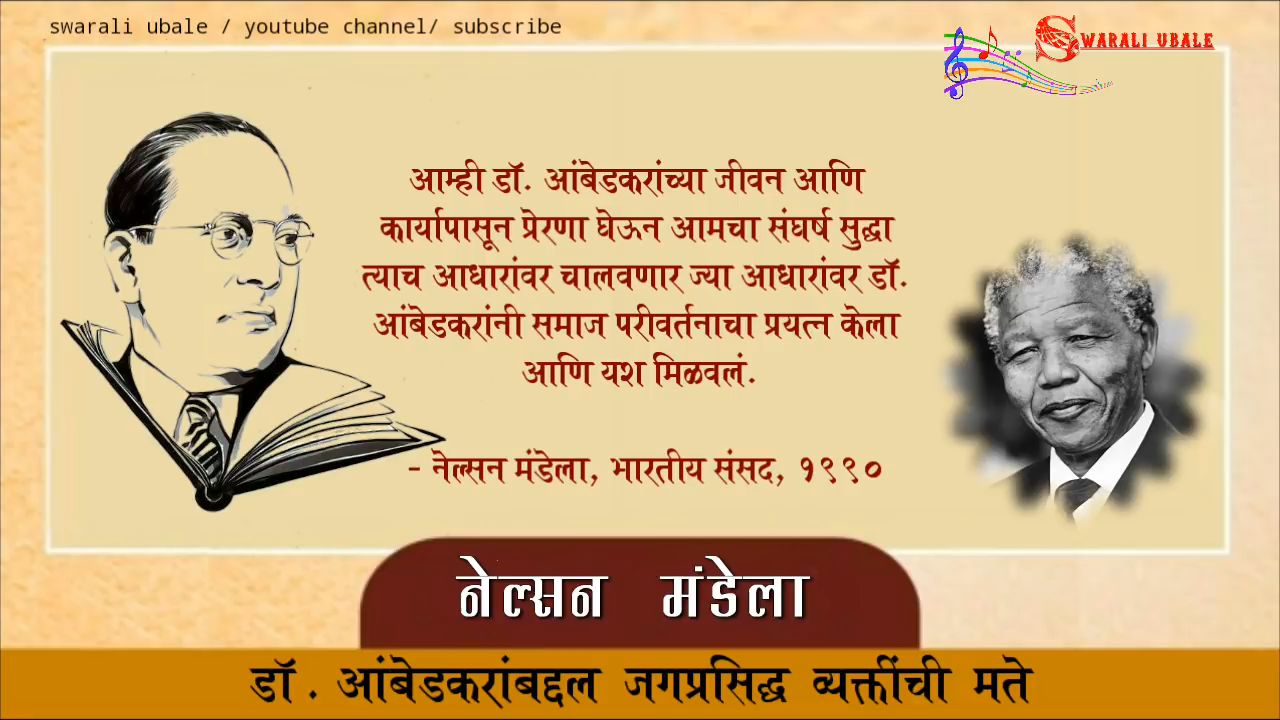 swarali ubale / youtube channel/ subscribe
SWARALI UBALE
आम्ही डॉ. आंबेडकरांच्या जीवन आणि
कार्यापासून प्रेरणा घेऊन आमचा संघर्ष सुद्धा
त्याच आधारांवर चालवणार ज्या आधारांवर डॉ.
आंबेडकरांनी समाज परीवर्तनाचा प्रयत्न केला
आणि यश मिळवलं.
- नेल्सन मंडेला, भारतीय संसद, १९९०
नेल्सन मंडेला
डॉ. आंबेडकरांबद्दल जगप्रसिद्ध व्यक्तींची मते